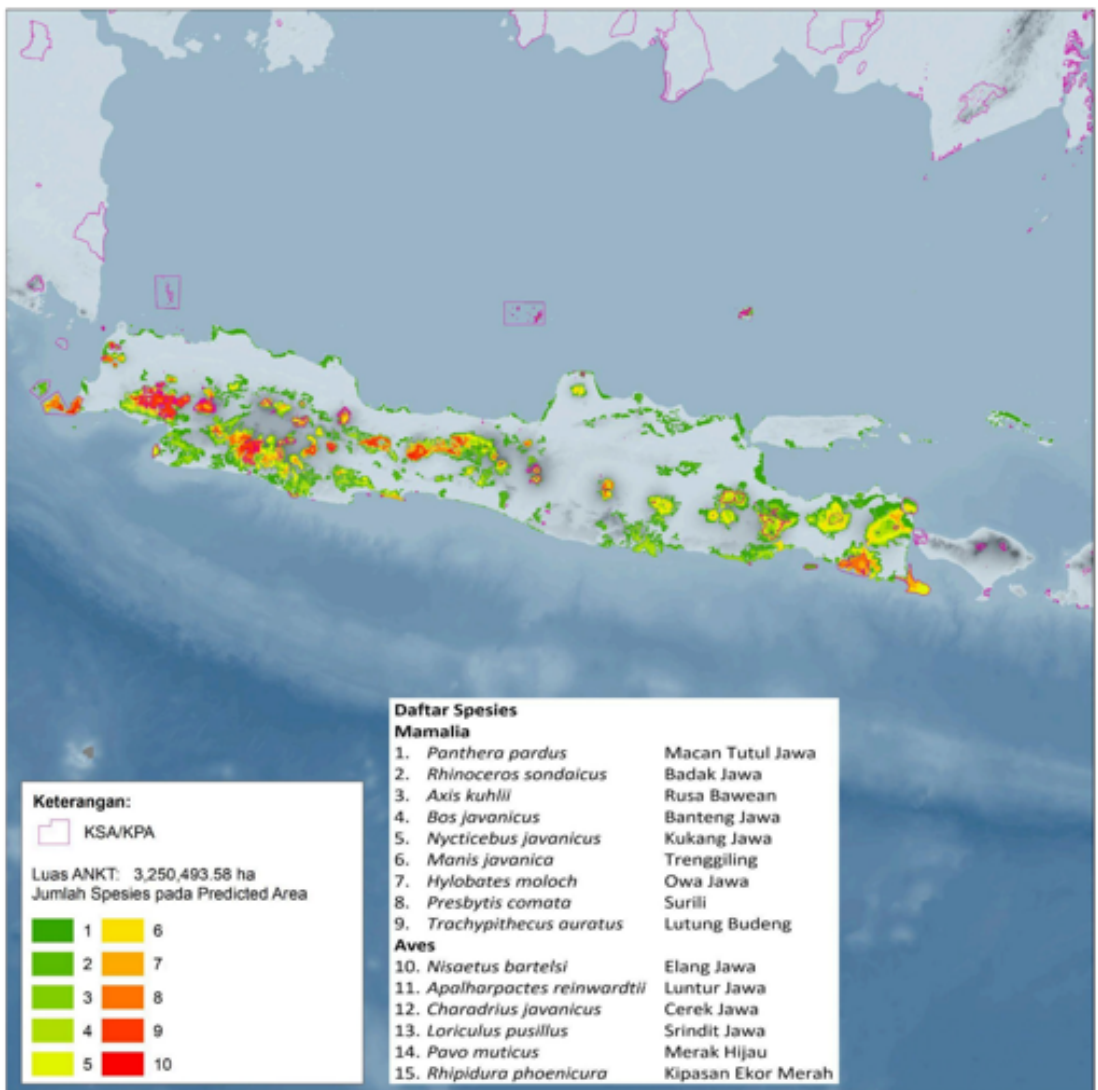 Daftar Spesies
Mamalia
1. Panthera pardus Macan Tutul Jawa
2. Rhinoceros sondaicus Badak Jawa
3. Axis kuhlii Rusa Bawean
4. Bos javanicus Banteng Jawa
5. Nycticebus javanicus Kukang Jawa
6. Manis javanica Trenggiling
7. Hylobates moloch Owa Jawa
8. Presbytis comata Surili
9. Trachypithecus auratus Lutung Budeng
Aves
10. Nisaetus bartelsi Elang Jawa
11. Apalharpactes reinwardtii Luntur Jawa
12. Charadrius javanicus Cerek Jawa
13. Loriculus pusillus Srindit Jawa
14. Pavo muticus Merak Hijau
15. Rhipidura phoenicura Kipasan Ekor Merah
Keterangan:
KSA/KPA
Luas ANKT: 3,250,493.58 ha
Jumlah Spesies pada Predicted Area
1 6
2 7
3 8
4 9
5 10